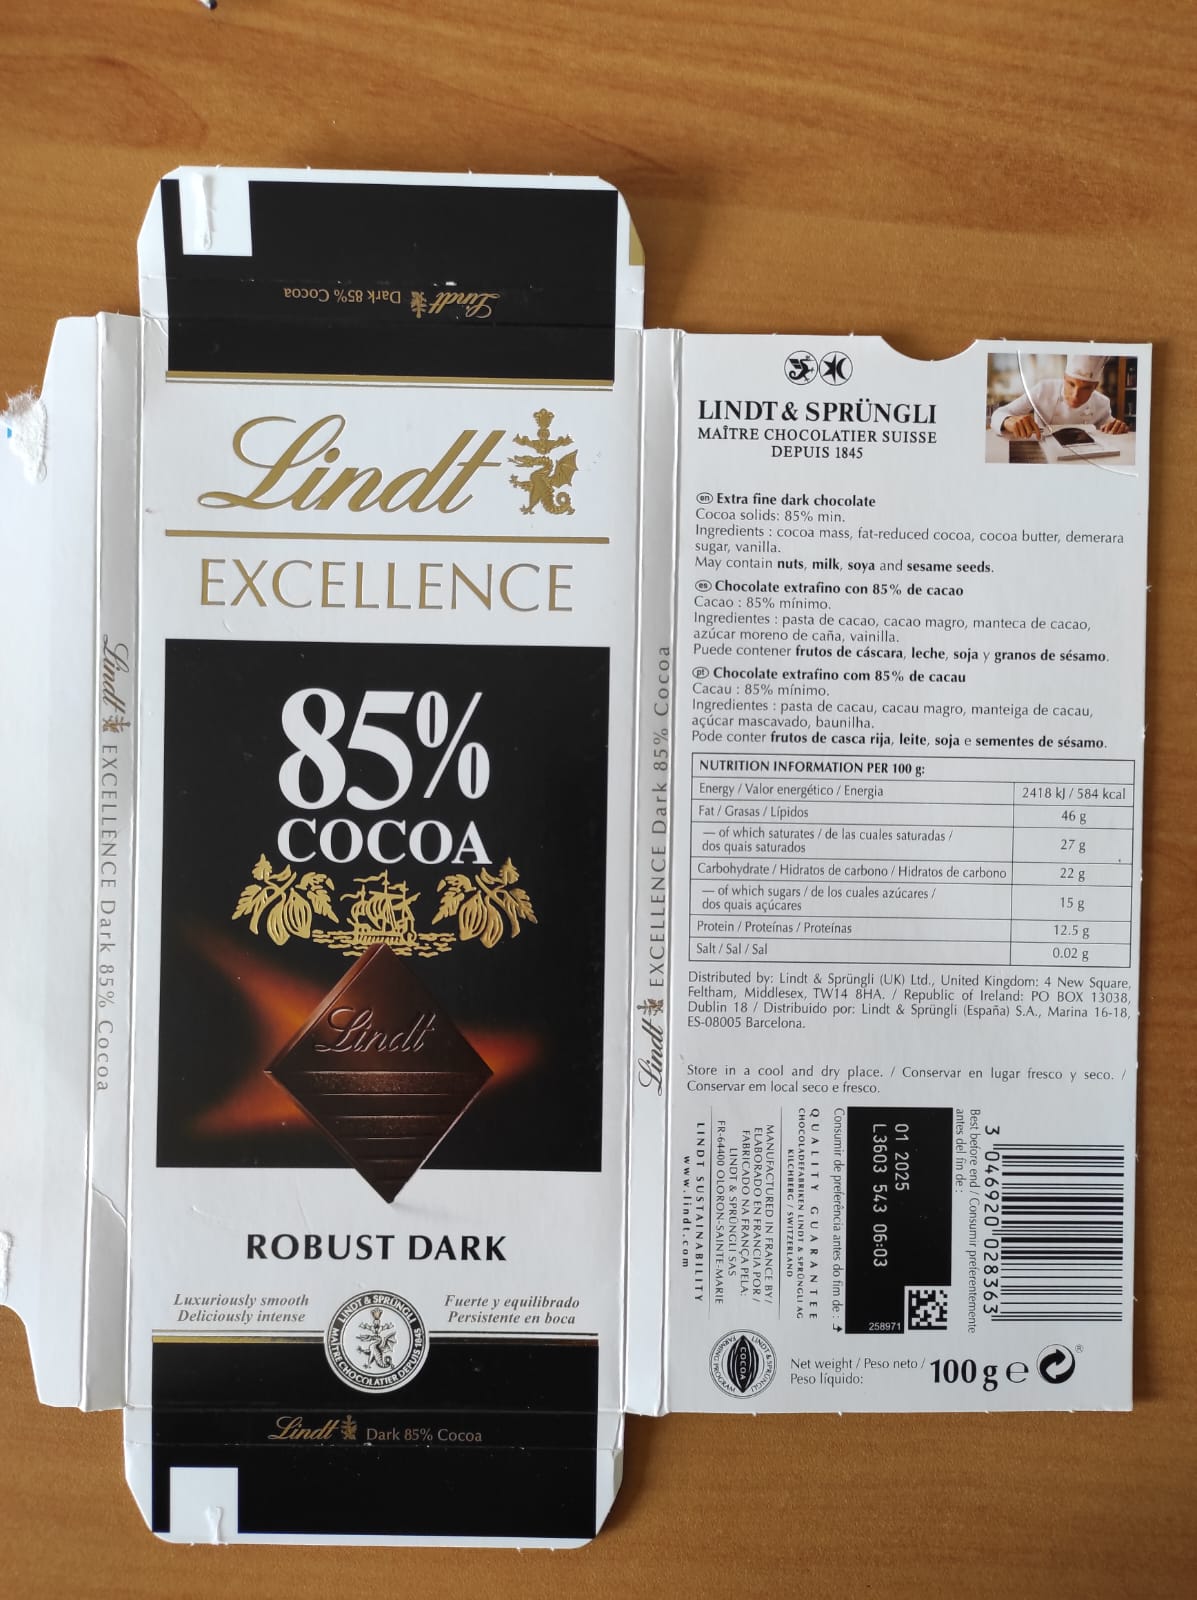 Lindt Dark 85% Cocoa
Lindt
EXCELLENCE
85%
COCOA
Lindt
ROBUST DARK
Luxuriously smooth
Deliciously intense
Fuerte y equilibrado
Persistente en boca
LINDT & SPRÜNGLI
MAÎTRE CHOCOLATIER DEPUIS 1845
Lindt Dark 85% Cocoa
Lindt EXCELLENCE Dark 85% Cocoa
Lindt EXCELLENCE Dark 85% Cocoa
LINDT & SPRÜNGLI
MAÎTRE CHOCOLATIER SUISSE
DEPUIS 1845
en Extra fine dark chocolate
Cocoa solids: 85% min.
Ingredients : cocoa mass, fat-reduced cocoa, cocoa butter, demerara
sugar, vanilla.
May contain nuts, milk, soya and sesame seeds.
es Chocolate extrafino con 85% de cacao
Cacao : 85% mínimo.
Ingredientes : pasta de cacao, cacao magro, manteca de cacao,
azúcar moreno de caña, vainilla.
Puede contener frutos de cáscara, leche, soja y granos de sésamo.
pt Chocolate extrafino com 85% de cacau
Cacau : 85% mínimo.
Ingredientes : pasta de cacau, cacau magro, manteiga de cacau,
açúcar mascavado, baunilha.
Pode conter frutos de casca rija, leite, soja e sementes de sésamo.
NUTRITION INFORMATION PER 100 g:
Energy / Valor energético / Energia 2418 kJ / 584 kcal
Fat / Grasas / Lípidos 46 g
— of which saturates / de las cuales saturadas /
dos quais saturados 27 g
Carbohydrate / Hidratos de carbono / Hidratos de carbono 22 g
— of which sugars / de los cuales azúcares /
dos quais açúcares 15 g
Protein / Proteínas / Proteínas 12.5 g
Salt / Sal / Sal 0.02 g
Distributed by: Lindt & Sprüngli (UK) Ltd., United Kingdom: 4 New Square,
Feltham, Middlesex, TW14 8HA. / Republic of Ireland: PO BOX 13038,
Dublin 18 / Distribuido por: Lindt & Sprüngli (España) S.A., Marina 16-18,
ES-08005 Barcelona.
Store in a cool and dry place. / Conservar en lugar fresco y seco. /
Conservar em local seco e fresco.
3 046920 028363
Best before end / Consumir preferentemente
antes del fin de :
01 2025
L3603 543 06:03
258971
Consumir de preferência antes do fim de :
QUALITY GUARANTEE
CHOCOLADEFABRIKEN LINDT & SPRÜNGLI AG
KILCHBERG / SWITZERLAND
MANUFACTURED IN FRANCE BY /
ELABORADO EN FRANCIA POR /
FABRICADO NA FRANÇA PELA:
LINDT & SPRÜNGLI SAS
FR-64400 OLORON-SAINTE-MARIE
LINDT SUSTAINABILITY
www.lindt.com
LINDT & SPRÜNGLI
COCOA
FARMING PROGRAM
Net weight / Peso neto /
Peso líquido:
100 g e
®